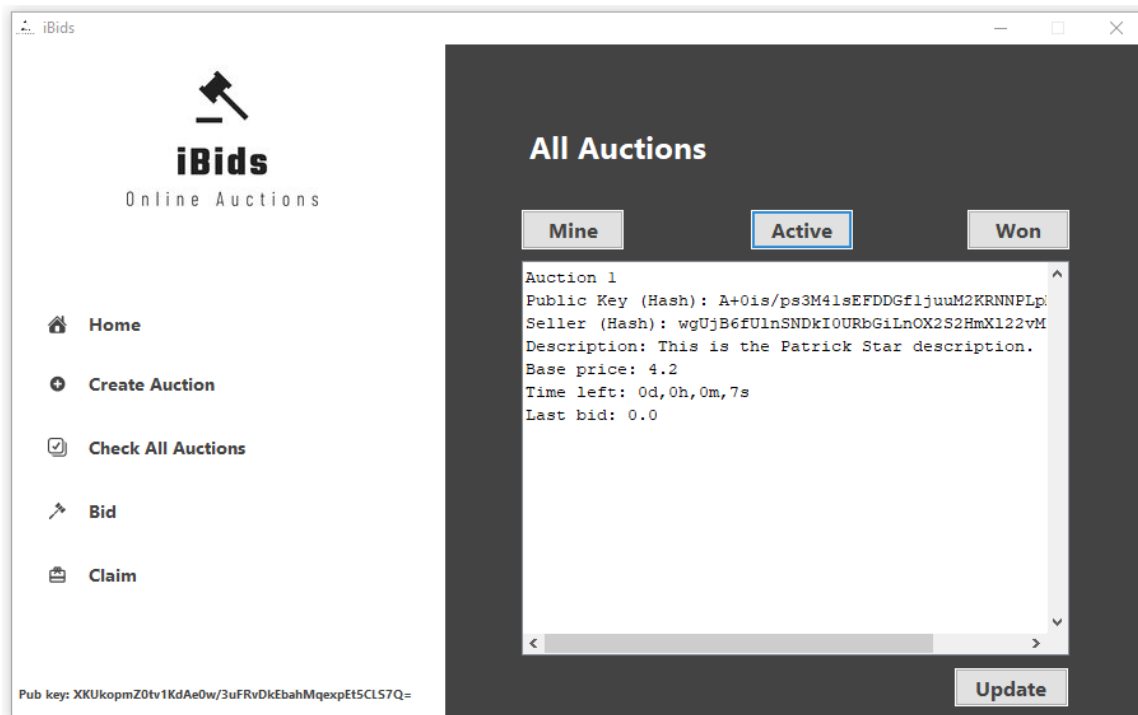 iBids
iBids
Online Auctions
Home
Create Auction
Check All Auctions
Bid
Claim
Pub key: XKUkopmZ0tv1KdAe0w/3uFRvDkEbahMqexpEt5CLS7Q=
All Auctions
Mine Active Won
Auction 1
Public Key (Hash): A+0is/ps3M41sEFDDGf1juuM2KRNNPLp
Seller (Hash): wgUjB6fUlnSNDkI0URbGiLnOX2S2HmXl22vM
Description: This is the Patrick Star description.
Base price: 4.2
Time left: 0d,0h,0m,7s
Last bid: 0.0
Update